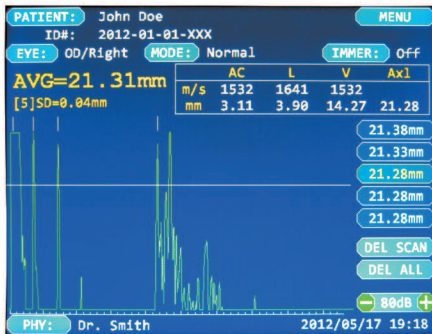 PATIENT: John Doe MENU
ID#: 2012-01-01-XXX
EYE: OD/Right MODE: Normal IMMER: Off
AVG=21.31mm
[5]SD=0.04mm
AC L V Axl
m/s 1532 1641 1532
mm 3.11 3.90 14.27 21.28
21.38mm
21.33mm
21.28mm
21.28mm
21.28mm
DEL SCAN
DEL ALL
− 80dB +
PHY: Dr. Smith 2012/05/17 19:18